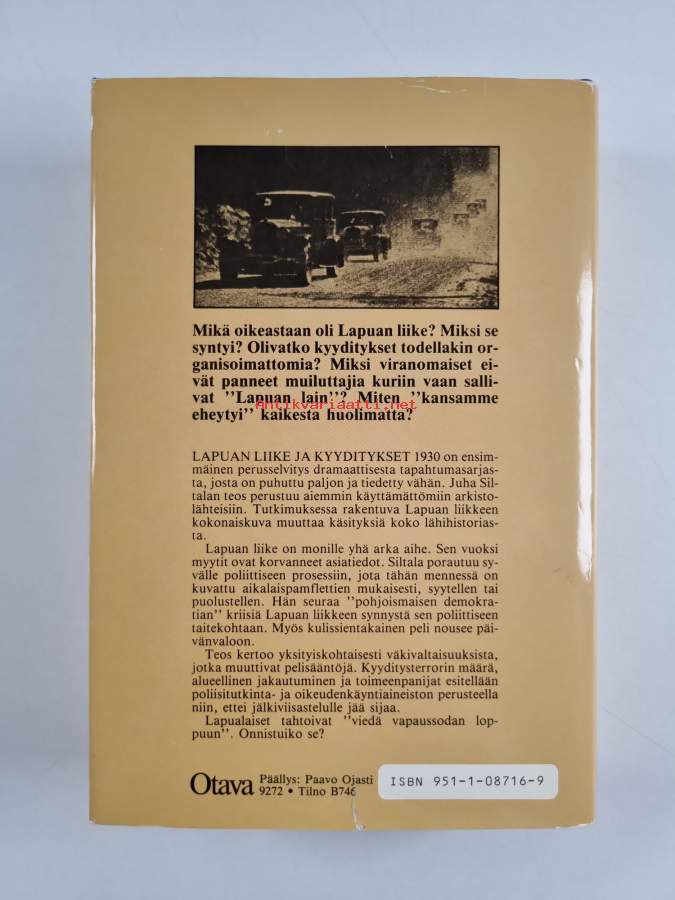 Mikä oikeastaan oli Lapuan liike? Miksi se
syntyi? Olivatko kyyditykset todellakin or-
ganisoimattomia? Miksi viranomaiset ei-
vät panneet muiluttajia kuriin vaan salli-
vat ''Lapuan lain''? Miten ''kansamme
Antikvariaatti.net
eheytyi'' kaikesta huolimatta?
LAPUAN LIIKE JA KYYDITYKSET 1930 on ensim-
mäinen perusselvitys dramaattisesta tapahtumasarjas-
ta, josta on puhuttu paljon ja tiedetty vähän. Juha Sil-
talan teos perustuu aiemmin käyttämättömiin arkisto-
lähteisiin. Tutkimuksessa rakentuva Lapuan liikkeen
kokonaiskuva muuttaa käsityksiä koko lähihistorias-
ta.
Lapuan liike on monille yhä arka aihe. Sen vuoksi
myytit ovat korvanneet asiatiedot. Siltala porautuu sy-
välle poliittiseen prosessiin, jota tähän mennessä on
kuvattu aikalaispamflettien mukaisesti, syytellen tai
puolustellen. Hän seuraa ''pohjoismaisen demokra-
tian'' kriisiä Lapuan liikkeen synnystä sen poliittiseen
taitekohtaan. Myös kulissientakainen peli nousee päi-
vänvaloon.
Teos kertoo yksityiskohtaisesti väkivaltaisuuksista,
jotka muuttivat pelisääntöjä. Kyyditysterrorin määrä,
alueellinen jakautuminen ja toimeenpanijat esitellään
poliisitutkinta- ja oikeudenkäyntiaineiston perusteella
niin, ettei jälkiviisastelulle jää sijaa.
Lapualaiset tahtoivat ''viedä vapaussodan lop-
puun''. Onnistuiko se?
Otava
Päällys: Paavo Ojasti
9272 • Tilno B746
ISBN 951-1-08716-9